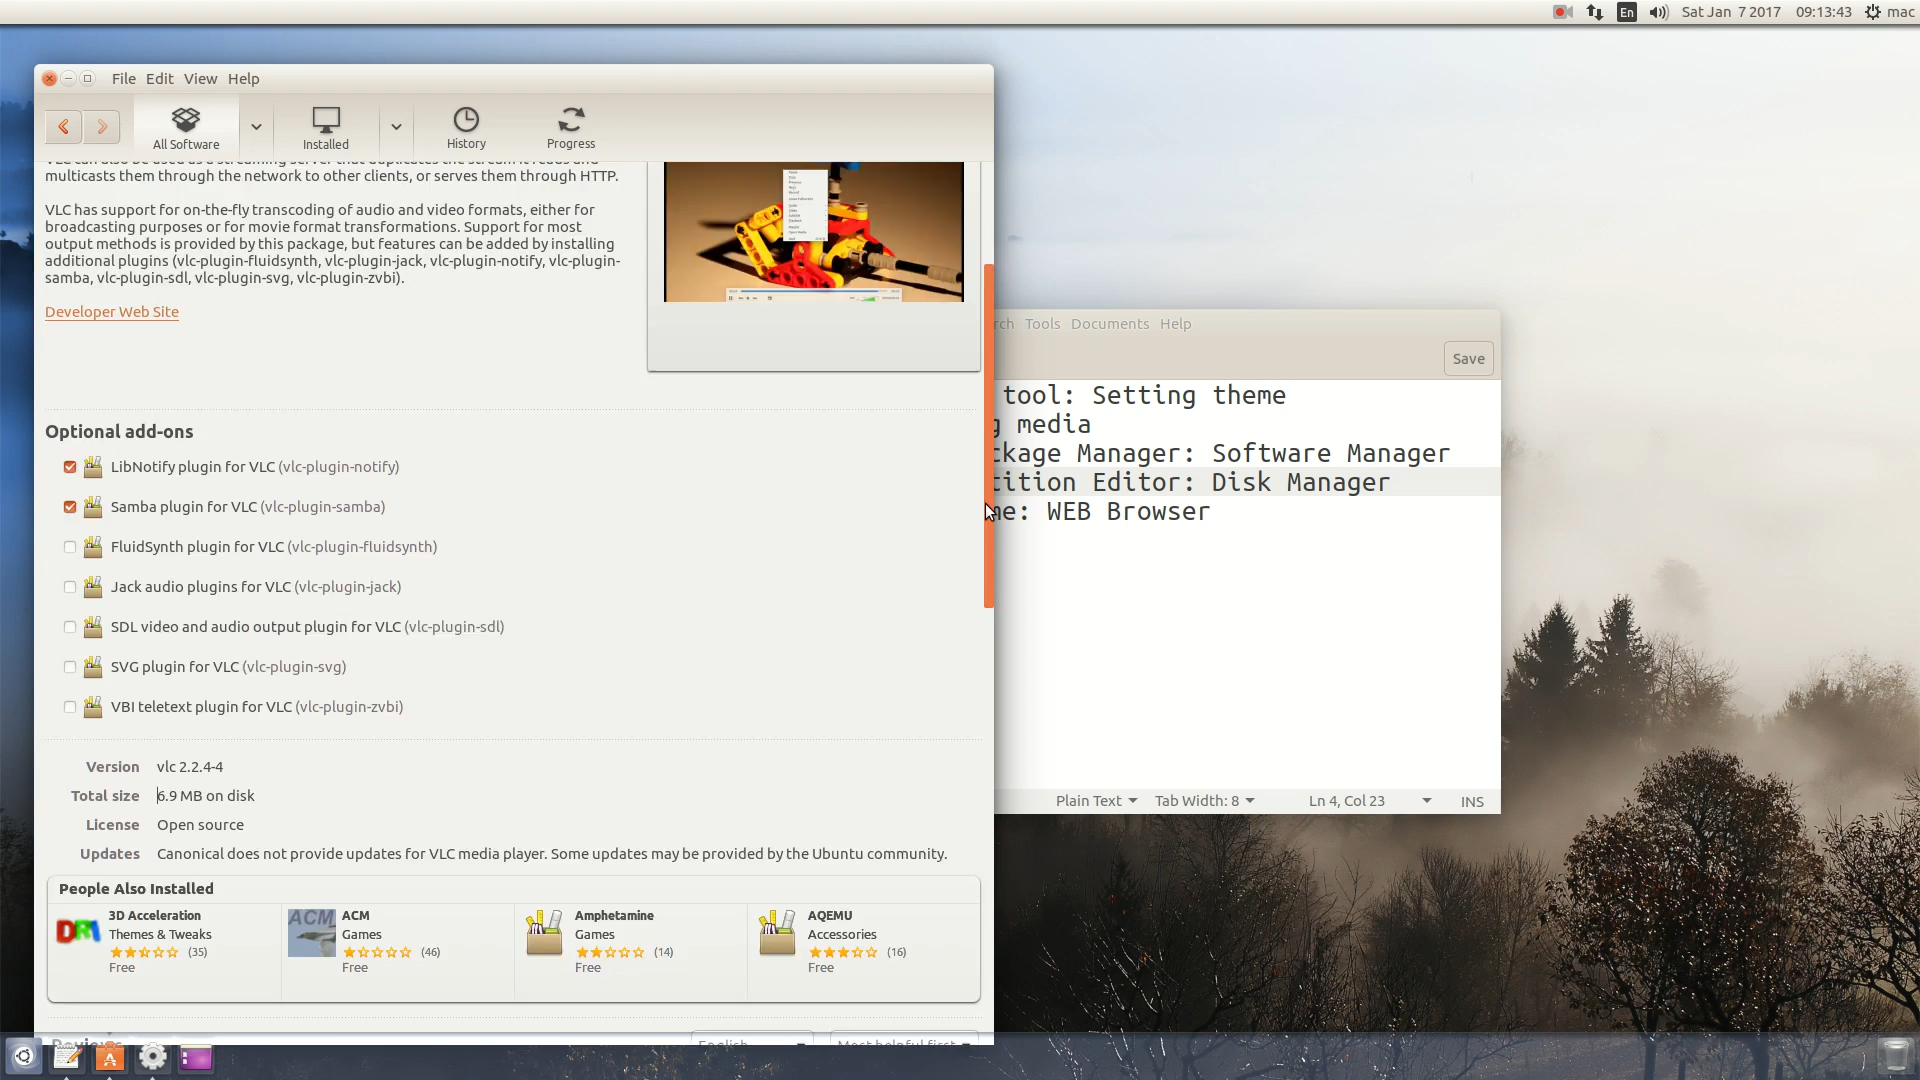 En
Sat Jan 7 2017
09:13:43
mac
File Edit View Help
All Software
Installed
History
Progress
multicasts them through the network to other clients, or serves them through HTTP.
VLC has support for on-the-fly transcoding of audio and video formats, either for
broadcasting purposes or for movie format transformations. Support for most
output methods is provided by this package, but features can be added by installing
additional plugins (vlc-plugin-fluidsynth, vlc-plugin-jack, vlc-plugin-notify, vlc-plugin-
samba, vlc-plugin-sdl, vlc-plugin-svg, vlc-plugin-zvbi).
Developer Web Site
Optional add-ons
LibNotify plugin for VLC (vlc-plugin-notify)
Samba plugin for VLC (vlc-plugin-samba)
FluidSynth plugin for VLC (vlc-plugin-fluidsynth)
Jack audio plugins for VLC (vlc-plugin-jack)
SDL video and audio output plugin for VLC (vlc-plugin-sdl)
SVG plugin for VLC (vlc-plugin-svg)
VBI teletext plugin for VLC (vlc-plugin-zvbi)
Version vlc 2.2.4-4
Total size 6.9 MB on disk
License Open source
Updates Canonical does not provide updates for VLC media player. Some updates may be provided by the Ubuntu community.
People Also Installed
3D Acceleration
Themes & Tweaks
(35)
Free
ACM
ACM
Games
(46)
Free
Amphetamine
Games
(14)
Free
AQEMU
Accessories
(16)
Free
Tools Documents Help
Save
tool: Setting theme
media
Manager: Software Manager
Editor: Disk Manager
WEB Browser
Plain Text
Tab Width: 8
Ln 4, Col 23
INS